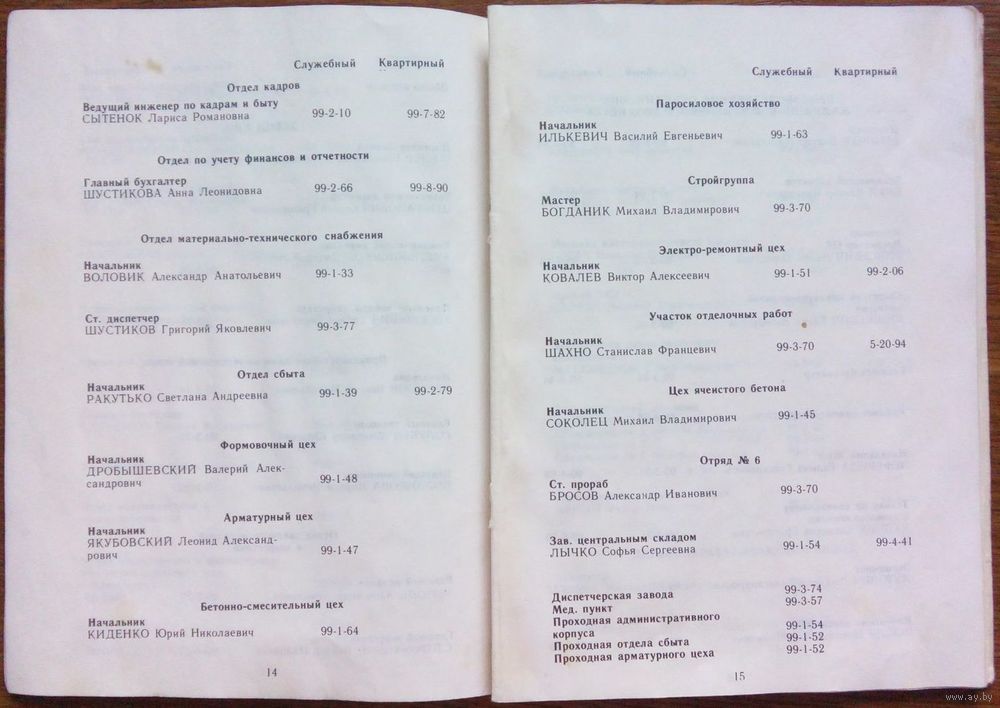 Служебный Квартирный
Отдел кадров
Ведущий инженер по кадрам и быту
СЫТЕНОК Лариса Романовна 99-2-10 99-7-82
Отдел по учету финансов и отчетности
Главный бухгалтер
ШУСТИКОВА Анна Леонидовна 99-2-66 99-8-90
Отдел материально-технического снабжения
Начальник
ВОЛОВИК Александр Анатольевич 99-1-33
Ст. диспетчер
ШУСТИКОВ Григорий Яковлевич 99-3-77
Отдел сбыта
Начальник
РАКУТЬКО Светлана Андреевна 99-1-39 99-2-79
Формовочный цех
Начальник
ДРОБЫШЕВСКИЙ Валерий Алек-
сандрович 99-1-48
Арматурный цех
Начальник
ЯКУБОВСКИЙ Леонид Александ-
рович 99-1-47
Бетонно-смесительный цех
Начальник
КИДЕНКО Юрий Николаевич 99-1-64
14
Служебный Квартирный
Паросиловое хозяйство
Начальник
ИЛЬКЕВИЧ Василий Евгеньевич 99-1-63
Стройгруппа
Мастер
БОГДАНИК Михаил Владимирович 99-3-70
Электро-ремонтный цех
Начальник
КОВАЛЕВ Виктор Алексеевич 99-1-51 99-2-06
Участок отделочных работ
Начальник
ШАХНО Станислав Францевич 99-3-70 5-20-94
Цех ячеистого бетона
Начальник
СОКОЛЕЦ Михаил Владимирович 99-1-45
Отряд № 6
Ст. прораб
БРОСОВ Александр Иванович 99-3-70
Зав. центральным складом
ЛЫЧКО Софья Сергеевна 99-1-54 99-4-41
Диспетчерская завода 99-3-74
Мед. пункт 99-3-57
Проходная административного
корпуса 99-1-54
Проходная отдела сбыта 99-1-52
Проходная арматурного цеха 99-1-52
15
www.ay.by